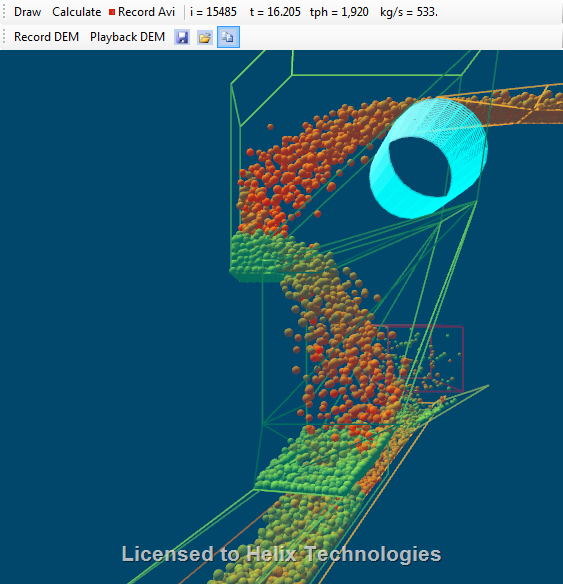 Draw Calculate Record Avi i = 15485 t = 16.205 tph = 1,920 kg/s = 533.
Record DEM Playback DEM
Licensed to Helix Technologies